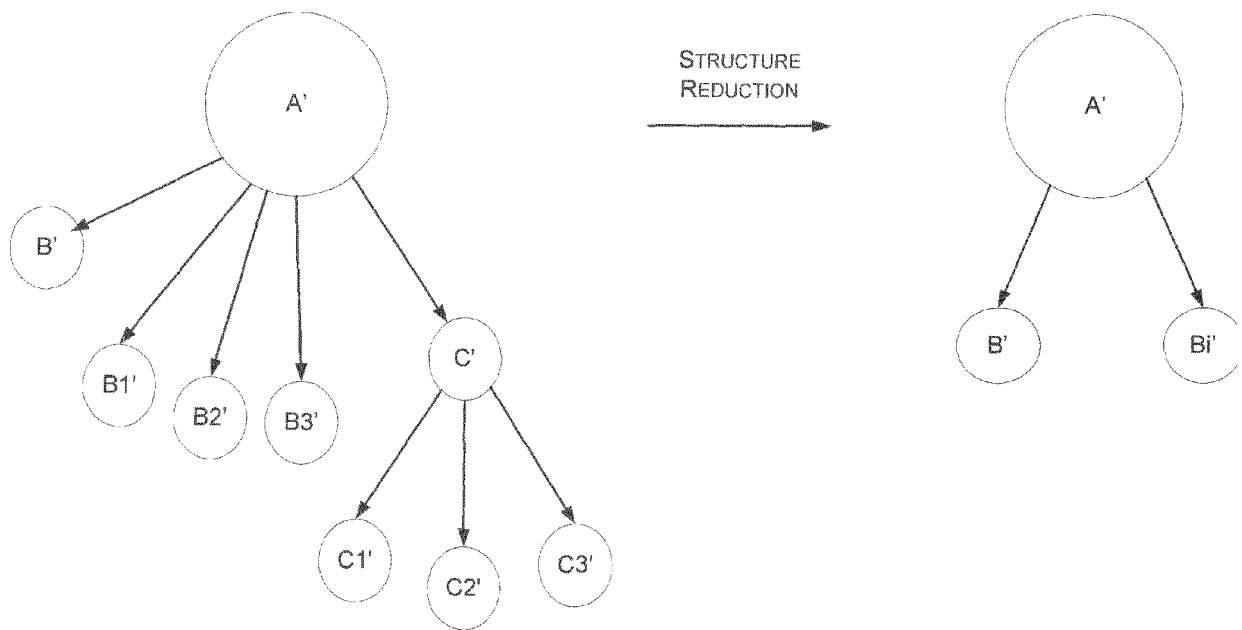 A'
STRUCTURE
REDUCTION
A'
B'
B1'
B2'
B3'
C'
B'
Bi'
C1'
C2'
C3'